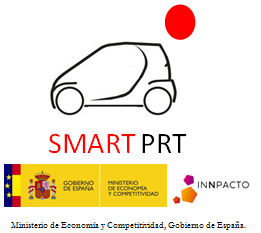 SMART PRT
GOBIERNO
DE ESPAÑA
MINISTERIO
DE ECONOMÍA
Y COMPETITIVIDAD
INNPACTO
Ministerio de Economía y Competitividad, Gobierno de España.